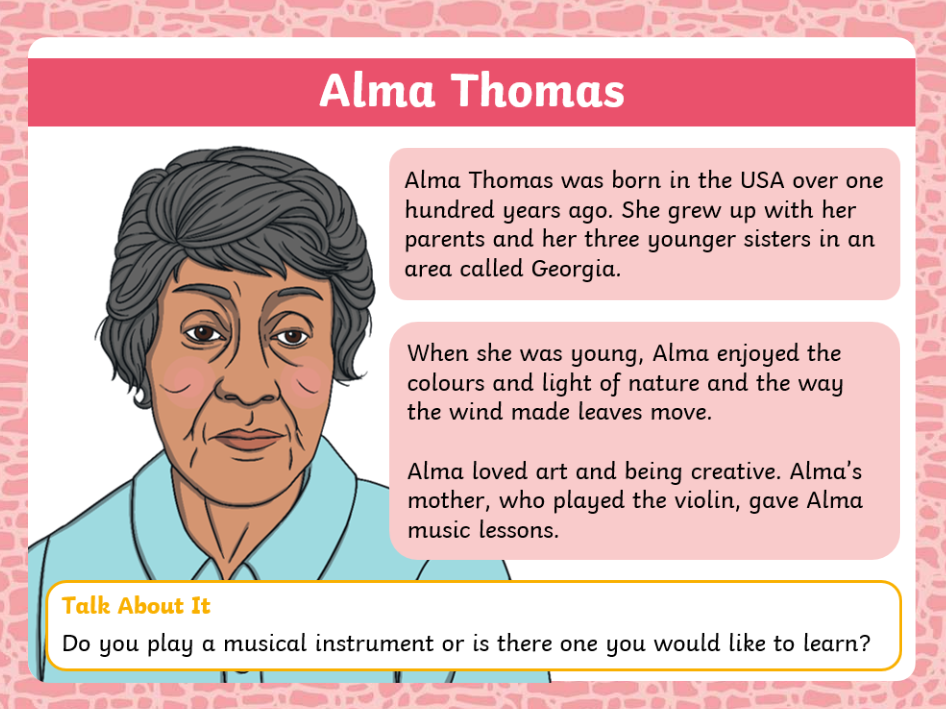 Alma Thomas
Alma Thomas was born in the USA over one
hundred years ago. She grew up with her
parents and her three younger sisters in an
area called Georgia.
When she was young, Alma enjoyed the
colours and light of nature and the way
the wind made leaves move.
Alma loved art and being creative. Alma's
mother, who played the violin, gave Alma
music lessons.
Talk About It
Do you play a musical instrument or is there one you would like to learn?